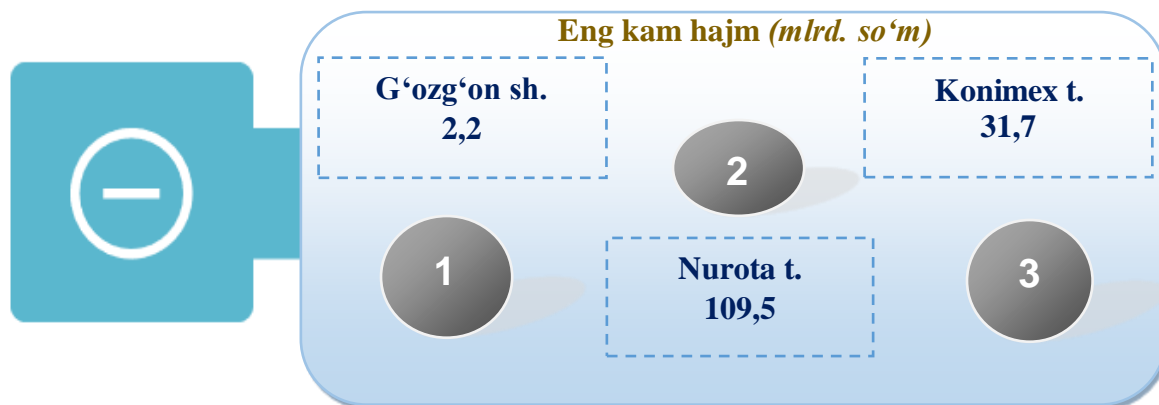 Eng kam hajm (mlrd. so‘m)
G‘ozg‘on sh.
2,2
1
2
Nurota t.
109,5
Konimex t.
31,7
3